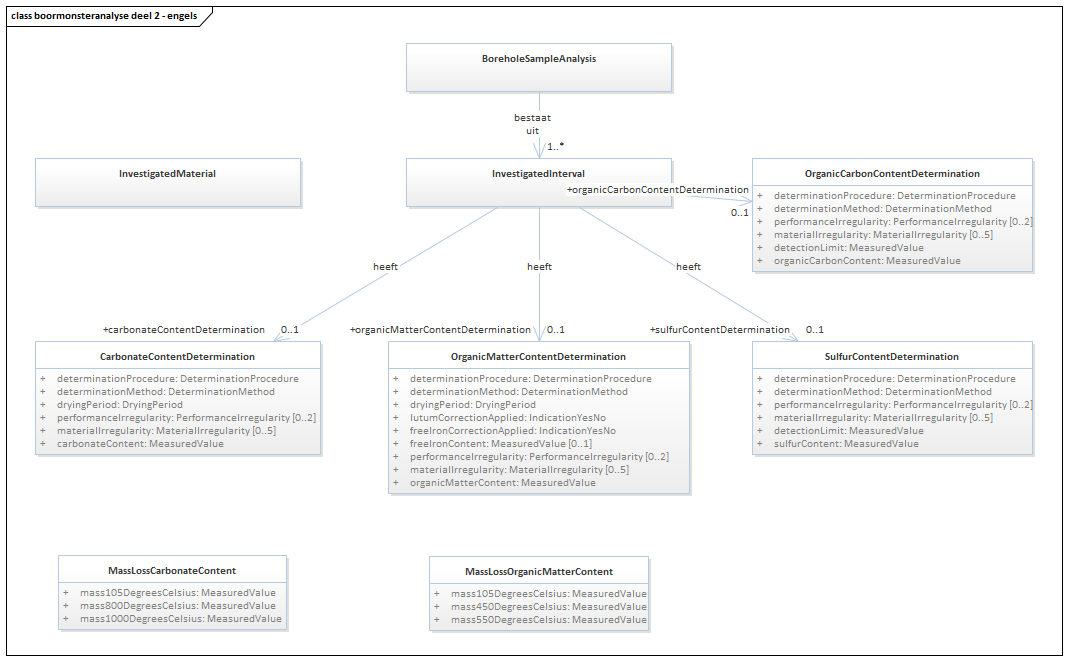 class boormonsteranalyse deel 2 - engels
BoreholeSampleAnalysis
bestaat
uit
1..*
InvestigatedMaterial
InvestigatedInterval
+organicCarbonContentDetermination
0..1
OrganicCarbonContentDetermination
+ determinationProcedure: DeterminationProcedure
+ determinationMethod: DeterminationMethod
+ performanceIrregularity: PerformanceIrregularity [0..2]
+ materialIrregularity: MaterialIrregularity [0..5]
+ detectionLimit: MeasuredValue
+ organicCarbonContent: MeasuredValue
heeft
heeft
heeft
+carbonateContentDetermination 0..1
+organicMatterContentDetermination 0..1
+sulfurContentDetermination 0..1
CarbonateContentDetermination
+ determinationProcedure: DeterminationProcedure
+ determinationMethod: DeterminationMethod
+ dryingPeriod: DryingPeriod
+ performanceIrregularity: PerformanceIrregularity [0..2]
+ materialIrregularity: MaterialIrregularity [0..5]
+ carbonateContent: MeasuredValue
OrganicMatterContentDetermination
+ determinationProcedure: DeterminationProcedure
+ determinationMethod: DeterminationMethod
+ dryingPeriod: DryingPeriod
+ lutumCorrectionApplied: IndicationYesNo
+ freeIronCorrectionApplied: IndicationYesNo
+ freeIronContent: MeasuredValue [0..1]
+ performanceIrregularity: PerformanceIrregularity [0..2]
+ materialIrregularity: MaterialIrregularity [0..5]
+ organicMatterContent: MeasuredValue
SulfurContentDetermination
+ determinationProcedure: DeterminationProcedure
+ determinationMethod: DeterminationMethod
+ performanceIrregularity: PerformanceIrregularity [0..2]
+ materialIrregularity: MaterialIrregularity [0..5]
+ detectionLimit: MeasuredValue
+ sulfurContent: MeasuredValue
MassLossCarbonateContent
+ mass105DegreesCelsius: MeasuredValue
+ mass800DegreesCelsius: MeasuredValue
+ mass1000DegreesCelsius: MeasuredValue
MassLossOrganicMatterContent
+ mass105DegreesCelsius: MeasuredValue
+ mass450DegreesCelsius: MeasuredValue
+ mass550DegreesCelsius: MeasuredValue